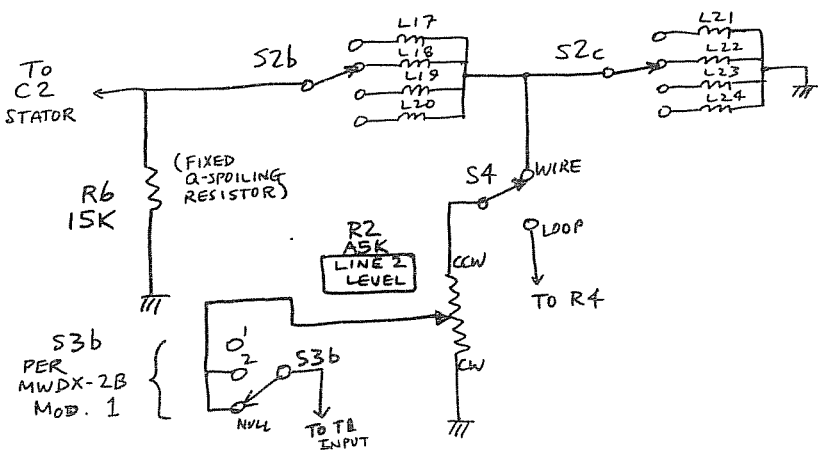 L17
L18
L19
L20
S2b
S2c
L21
L22
L23
L24
TO
C2
STATOR
R6
15K
(FIXED
Q-SPOILING
RESISTOR)
S4
WIRE
LOOP
TO R4
R2
A5K
LINE 2
LEVEL
CCW
CW
S3b
PER
MWDX-2B
MOD. 1
1
2
NULL
S3b
TO T1
INPUT